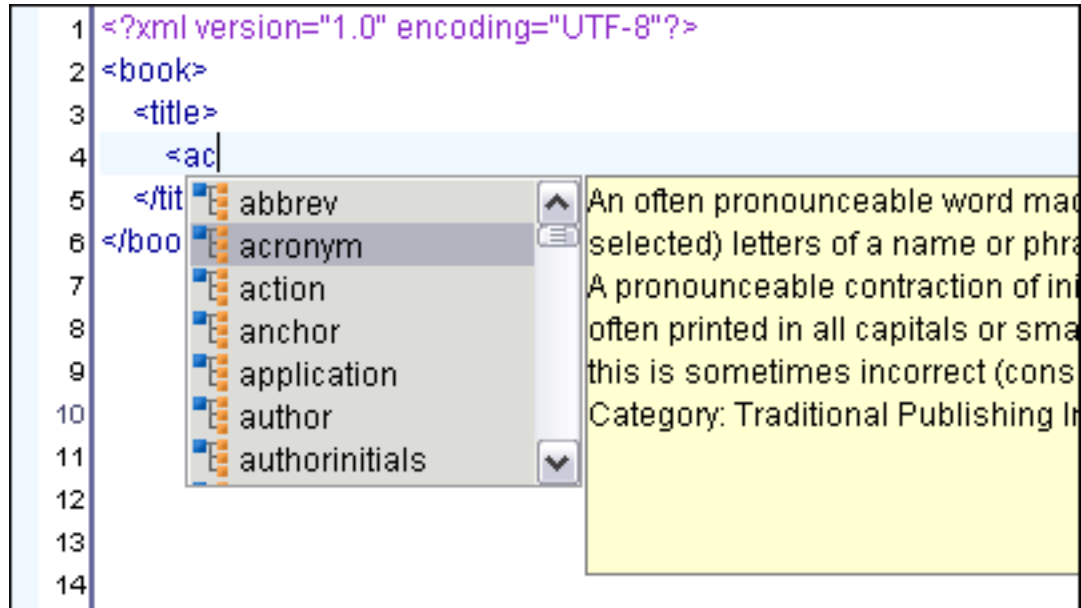 1 <?xml version="1.0" encoding="UTF-8"?>
2 <book>
3 <title>
4 <ac
5 </tit
6 </boo
7
8
9
10
11
12
13
14
abbrev
acronym
action
anchor
application
author
authorinitials
An often pronounceable word mad
selected) letters of a name or phra
A pronounceable contraction of ini
often printed in all capitals or sma
this is sometimes incorrect (cons
Category: Traditional Publishing In